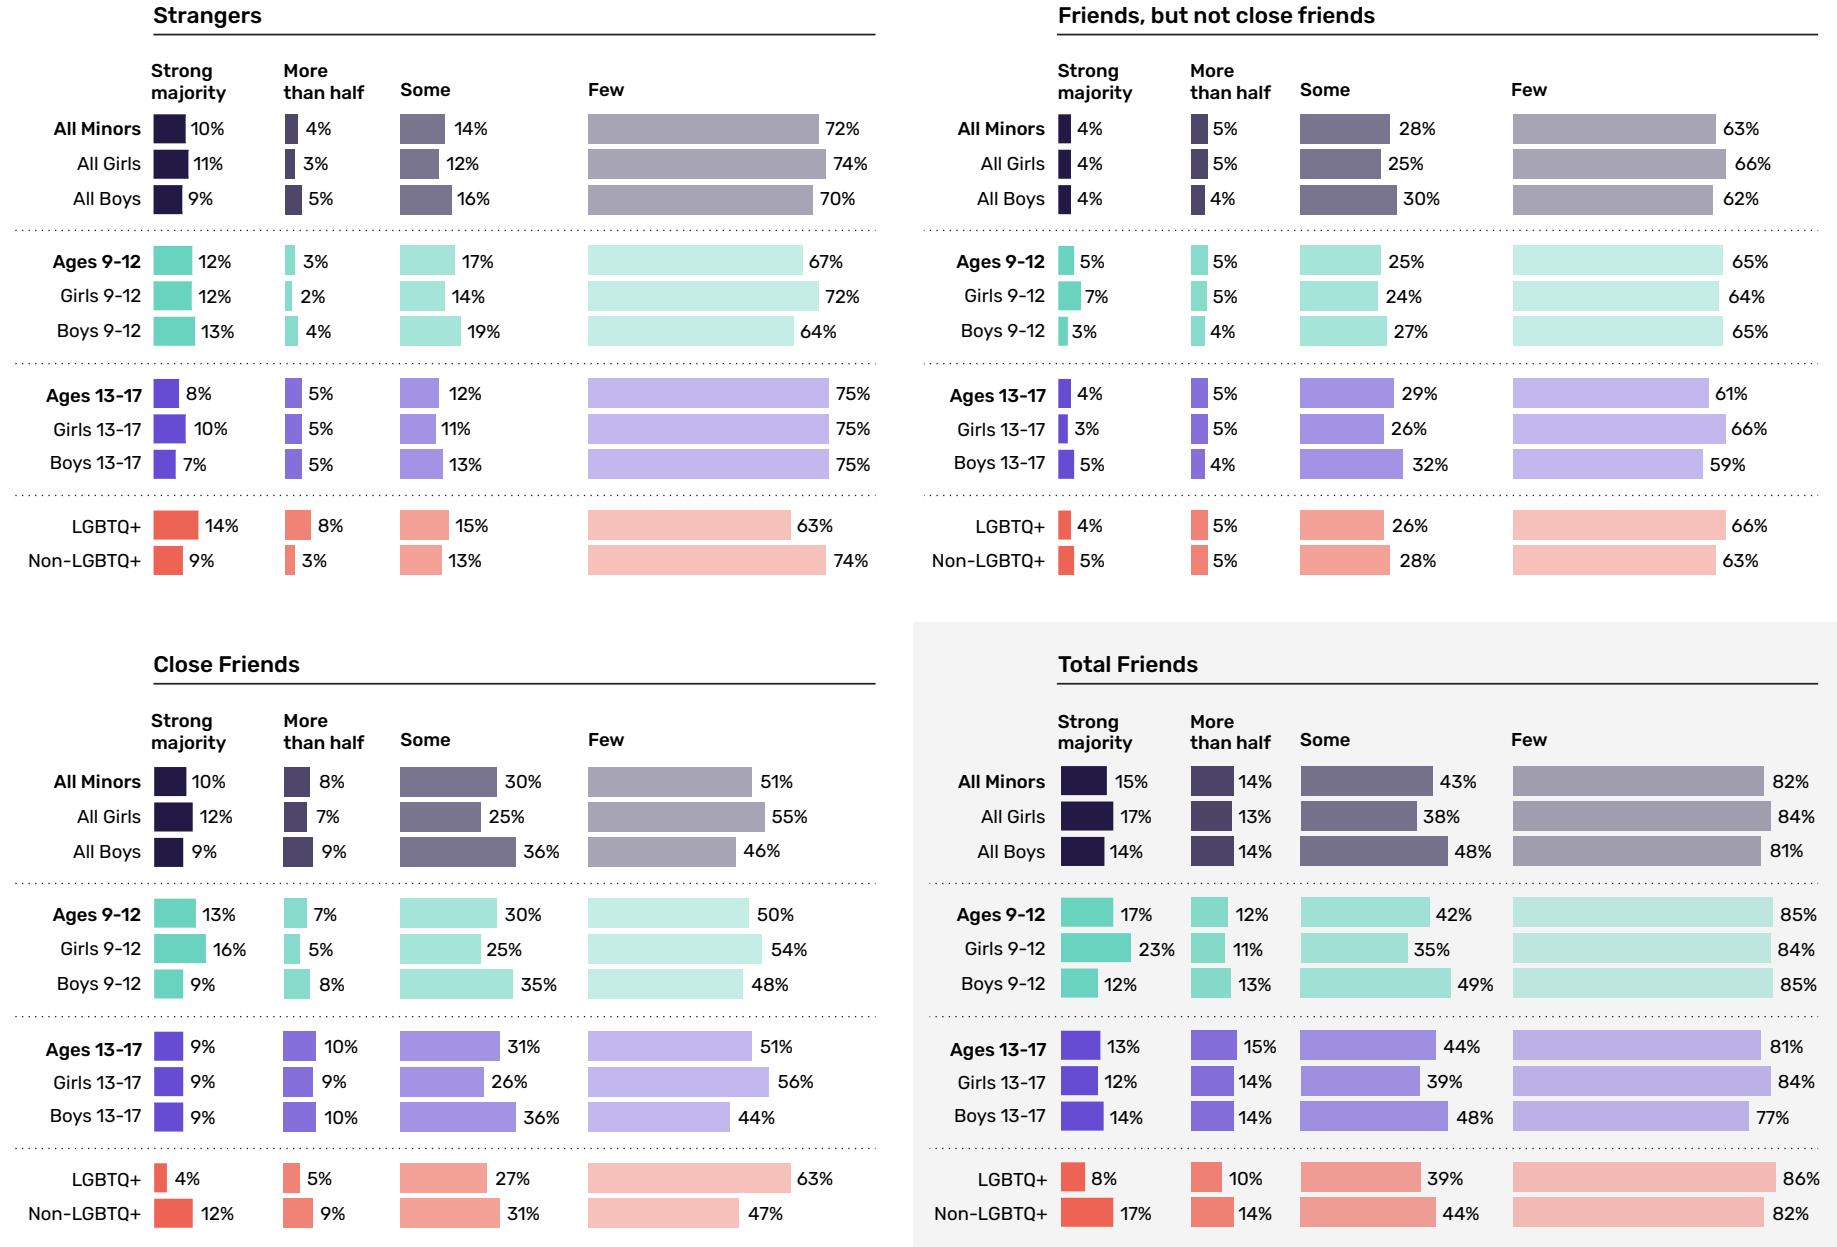 Strangers
Strong majority More than half Some Few
All Minors 10% 4% 14% 72%
All Girls 11% 3% 12% 74%
All Boys 9% 5% 16% 70%
Ages 9-12 12% 3% 17% 67%
Girls 9-12 12% 2% 14% 72%
Boys 9-12 13% 4% 19% 64%
Ages 13-17 8% 5% 12% 75%
Girls 13-17 10% 5% 11% 75%
Boys 13-17 7% 5% 13% 75%
LGBTQ+ 14% 8% 15% 63%
Non-LGBTQ+ 9% 3% 13% 74%
Friends, but not close friends
Strong majority More than half Some Few
All Minors 4% 5% 28% 63%
All Girls 4% 5% 25% 66%
All Boys 4% 4% 30% 62%
Ages 9-12 5% 5% 25% 65%
Girls 9-12 7% 5% 24% 64%
Boys 9-12 3% 4% 27% 65%
Ages 13-17 4% 5% 29% 61%
Girls 13-17 3% 5% 26% 66%
Boys 13-17 5% 4% 32% 59%
LGBTQ+ 4% 5% 26% 66%
Non-LGBTQ+ 5% 5% 28% 63%
Close Friends
Strong majority More than half Some Few
All Minors 10% 8% 30% 51%
All Girls 12% 7% 25% 55%
All Boys 9% 9% 36% 46%
Ages 9-12 13% 7% 30% 50%
Girls 9-12 16% 5% 25% 54%
Boys 9-12 9% 8% 35% 48%
Ages 13-17 9% 10% 31% 51%
Girls 13-17 9% 9% 26% 56%
Boys 13-17 9% 10% 36% 44%
LGBTQ+ 4% 5% 27% 63%
Non-LGBTQ+ 12% 9% 31% 47%
Total Friends
Strong majority More than half Some Few
All Minors 15% 14% 43% 82%
All Girls 17% 13% 38% 84%
All Boys 14% 14% 48% 81%
Ages 9-12 17% 12% 42% 85%
Girls 9-12 23% 11% 35% 84%
Boys 9-12 12% 13% 49% 85%
Ages 13-17 13% 15% 44% 81%
Girls 13-17 12% 14% 39% 84%
Boys 13-17 14% 14% 48% 77%
LGBTQ+ 8% 10% 39% 86%
Non-LGBTQ+ 17% 14% 44% 82%